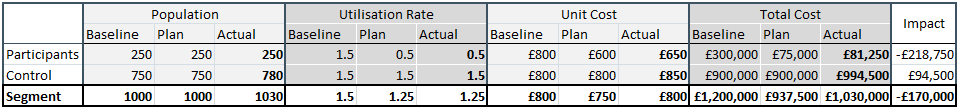 Population Utilisation Rate Unit Cost Total Cost Impact
Baseline Plan Actual Baseline Plan Actual Baseline Plan Actual Baseline Plan Actual
Participants 250 250 250 1.5 0.5 0.5 £800 £600 £650 £300,000 £75,000 £81,250 -£218,750
Control 750 750 780 1.5 1.5 1.5 £800 £800 £850 £900,000 £900,000 £994,500 £94,500
Segment 1000 1000 1030 1.5 1.25 1.25 £800 £750 £800 £1,200,000 £937,500 £1,030,000 -£170,000